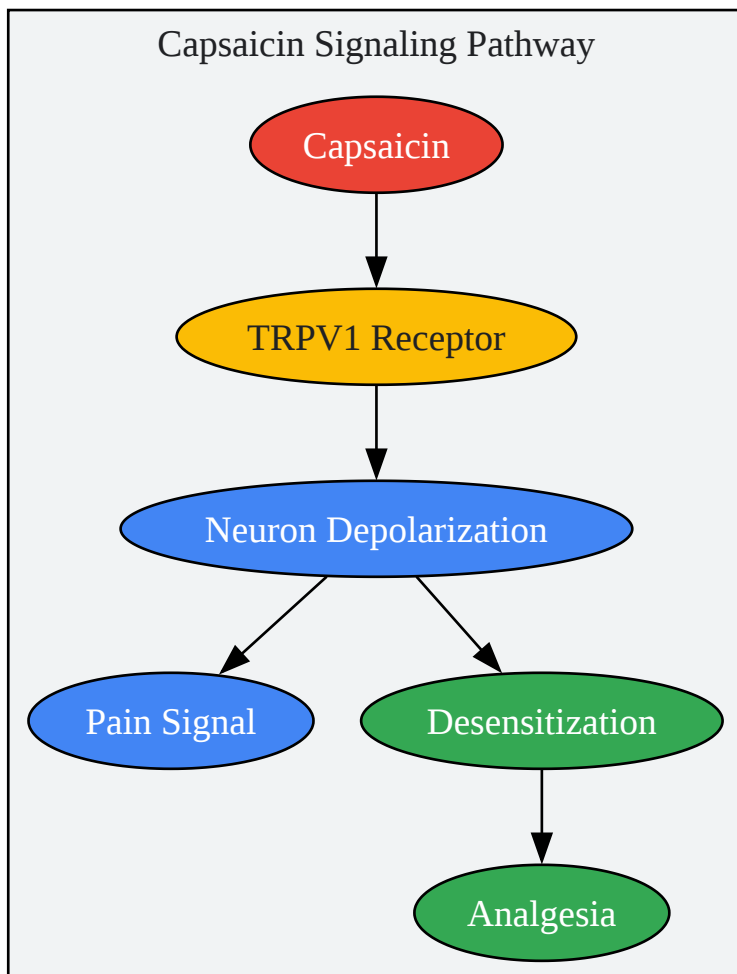 Capsaicin Signaling Pathway
Capsaicin
TRPV1 Receptor
Neuron Depolarization
Pain Signal
Desensitization
Analgesia